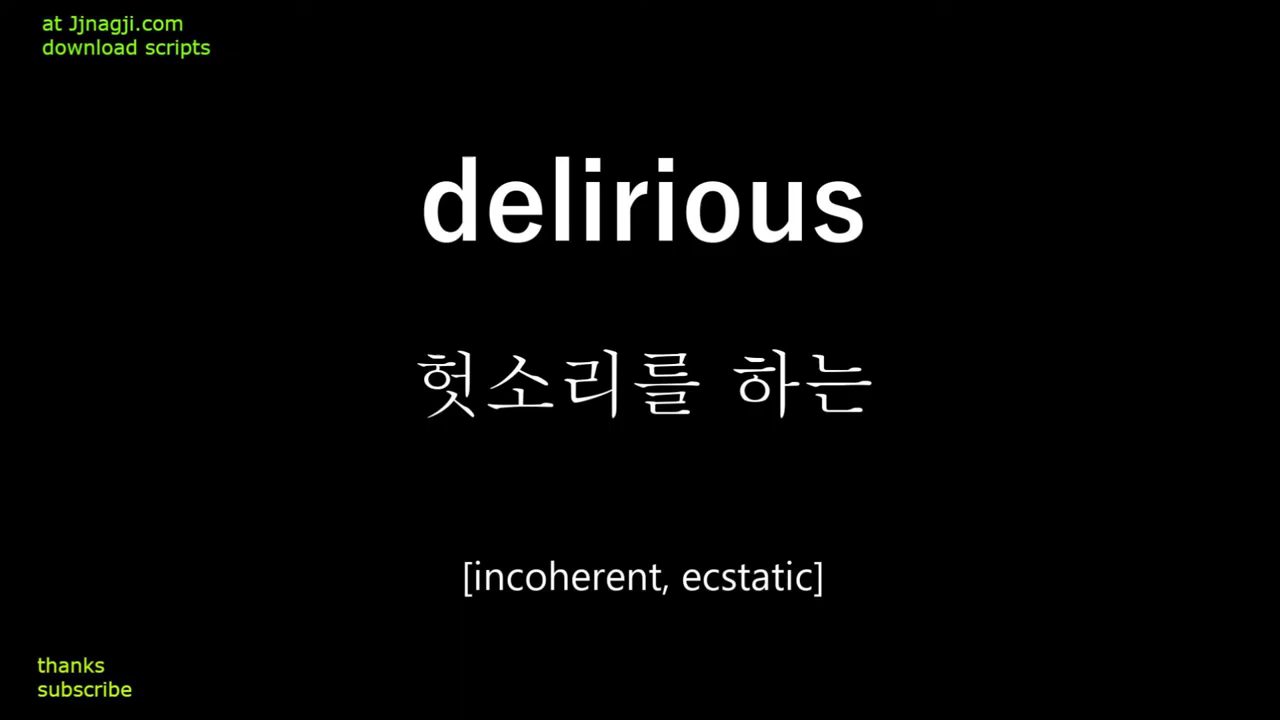 at Jjnagji.com
download scripts
delirious
헛소리를 하는
[incoherent, ecstatic]
thanks
subscribe